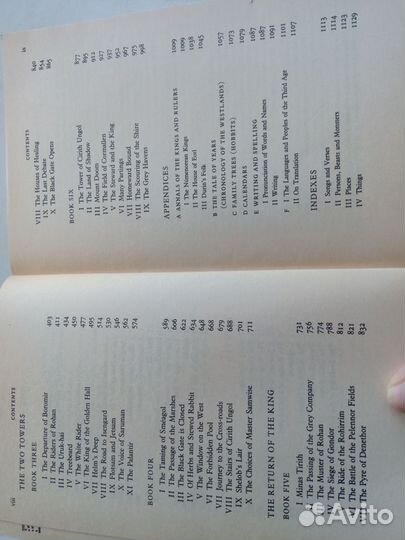 viii CONTENTS
THE TWO TOWERS
BOOK THREE
I The Departure of Boromir 403
II The Riders of Rohan 411
III The Uruk-hai 434
IV Treebeard 450
V The White Rider 477
VI The King of the Golden Hall 495
VII Helm's Deep 514
VIII The Road to Isengard 530
IX Flotsam and Jetsam 546
X The Voice of Saruman 562
XI The Palantír 574
BOOK FOUR
I The Taming of Sméagol 589
II The Passage of the Marshes 606
III The Black Gate is Closed 622
IV Of Herbs and Stewed Rabbit 634
V The Window on the West 648
VI The Forbidden Pool 668
VII Journey to the Cross-roads 679
VIII The Stairs of Cirith Ungol 688
IX Shelob's Lair 701
X The Choices of Master Samwise 711
THE RETURN OF THE KING
BOOK FIVE
I Minas Tirith 731
II The Passing of the Grey Company 756
III The Muster of Rohan 774
IV The Siege of Gondor 788
V The Ride of the Rohirrim 812
VI The Battle of the Pelennor Fields 821
VII The Pyre of Denethor 832
CONTENTS ix
VIII The Houses of Healing 840
IX The Last Debate 854
X The Black Gate Opens 865
BOOK SIX
I The Tower of Cirith Ungol 877
II The Land of Shadow 895
III Mount Doom 912
IV The Field of Cormallen 927
V The Steward and the King 937
VI Many Partings 952
VII Homeward Bound 967
VIII The Scouring of the Shire 975
IX The Grey Havens 998
APPENDICES
A ANNALS OF THE KINGS AND RULERS 1009
I The Númenorean Kings 1009
II The House of Eorl 1038
III Durin's Folk 1045
B THE TALE OF YEARS
(CHRONOLOGY OF THE WESTLANDS) 1057
C FAMILY TREES (HOBBITS) 1073
D CALENDARS 1079
E WRITING AND SPELLING 1087
I Pronunciation of Words and Names 1087
II Writing 1091
F I The Languages and Peoples of the Third Age 1101
II On Translation 1107
INDEXES
I Songs and Verses 1113
II Persons, Beasts and Monsters 1114
III Places 1123
IV Things 1129
Avito